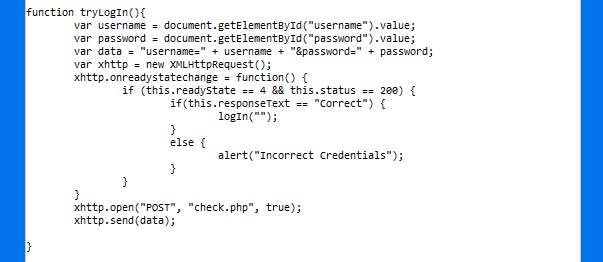 function tryLogIn(){
var username = document.getElementById("username").value;
var password = document.getElementById("password").value;
var data = "username=" + username + "&password=" + password;
var xhttp = new XMLHttpRequest();
xhttp.onreadystatechange = function() {
if (this.readyState == 4 && this.status == 200) {
if(this.responseText == "Correct") {
logIn("");
}
else {
alert("Incorrect Credentials");
}
}
}
xhttp.open("POST", "check.php", true);
xhttp.send(data);
}